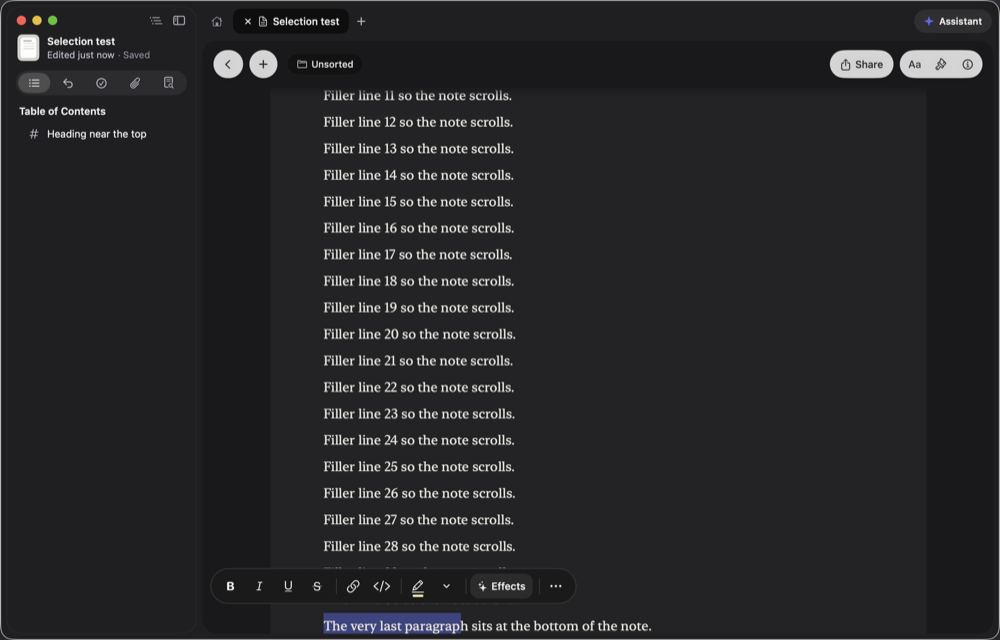 Selection test
Assistant
Selection test
Edited just now · Saved
Unsorted
Share
Aa
Table of Contents
# Heading near the top
Filler line 11 so the note scrolls.
Filler line 12 so the note scrolls.
Filler line 13 so the note scrolls.
Filler line 14 so the note scrolls.
Filler line 15 so the note scrolls.
Filler line 16 so the note scrolls.
Filler line 17 so the note scrolls.
Filler line 18 so the note scrolls.
Filler line 19 so the note scrolls.
Filler line 20 so the note scrolls.
Filler line 21 so the note scrolls.
Filler line 22 so the note scrolls.
Filler line 23 so the note scrolls.
Filler line 24 so the note scrolls.
Filler line 25 so the note scrolls.
Filler line 26 so the note scrolls.
Filler line 27 so the note scrolls.
Filler line 28 so the note scrolls.
B I U S </> Effects
The very last paragraph sits at the bottom of the note.